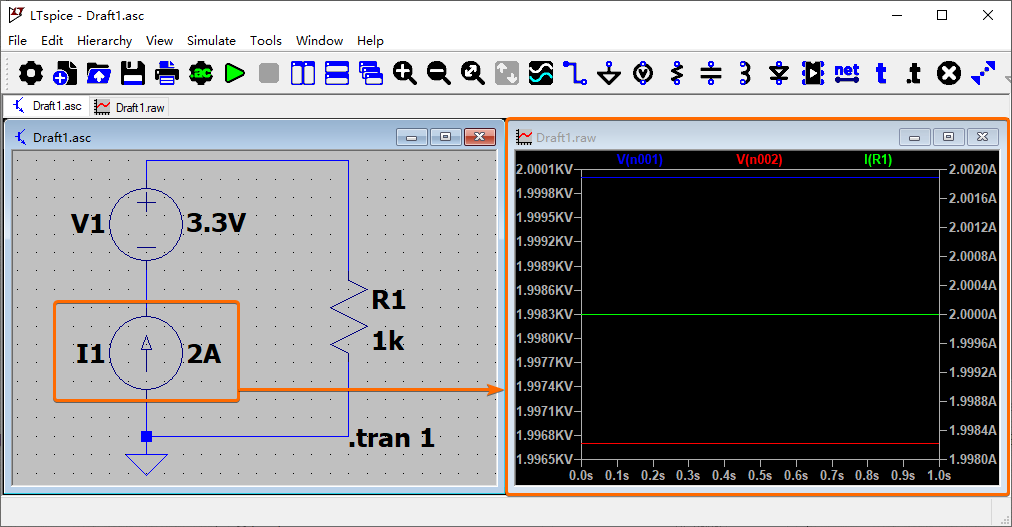 LTspice - Draft1.asc
File Edit Hierarchy View Simulate Tools Window Help
.ac net t .t
Draft1.asc Draft1.raw
Draft1.asc
V1 3.3V
R1
1k
I1 2A
.tran 1
Draft1.raw
V(n001) V(n002) I(R1)
2.0001KV 2.0020A
1.9998KV 2.0016A
1.9995KV 2.0012A
1.9992KV 2.0008A
1.9989KV 2.0004A
1.9986KV 2.0000A
1.9983KV 1.9996A
1.9980KV 1.9992A
1.9977KV 1.9988A
1.9974KV 1.9984A
1.9971KV 1.9980A
1.9968KV
1.9965KV
0.0s 0.1s 0.2s 0.3s 0.4s 0.5s 0.6s 0.7s 0.8s 0.9s 1.0s